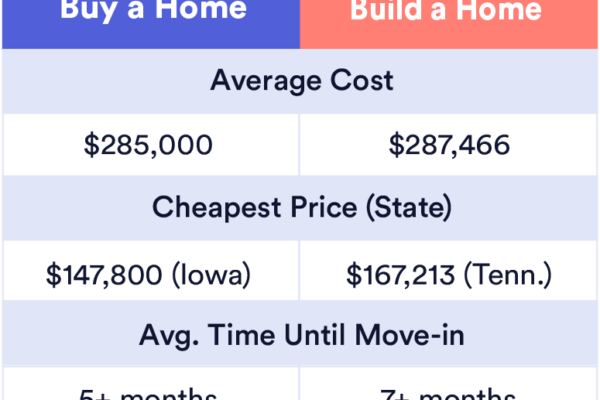 Buy a Home Build a Home
Average Cost
$285,000 $287,466
Cheapest Price (State)
$147,800 (Iowa) $167,213 (Tenn.)
Avg. Time Until Move-in
5+ months 7+ months